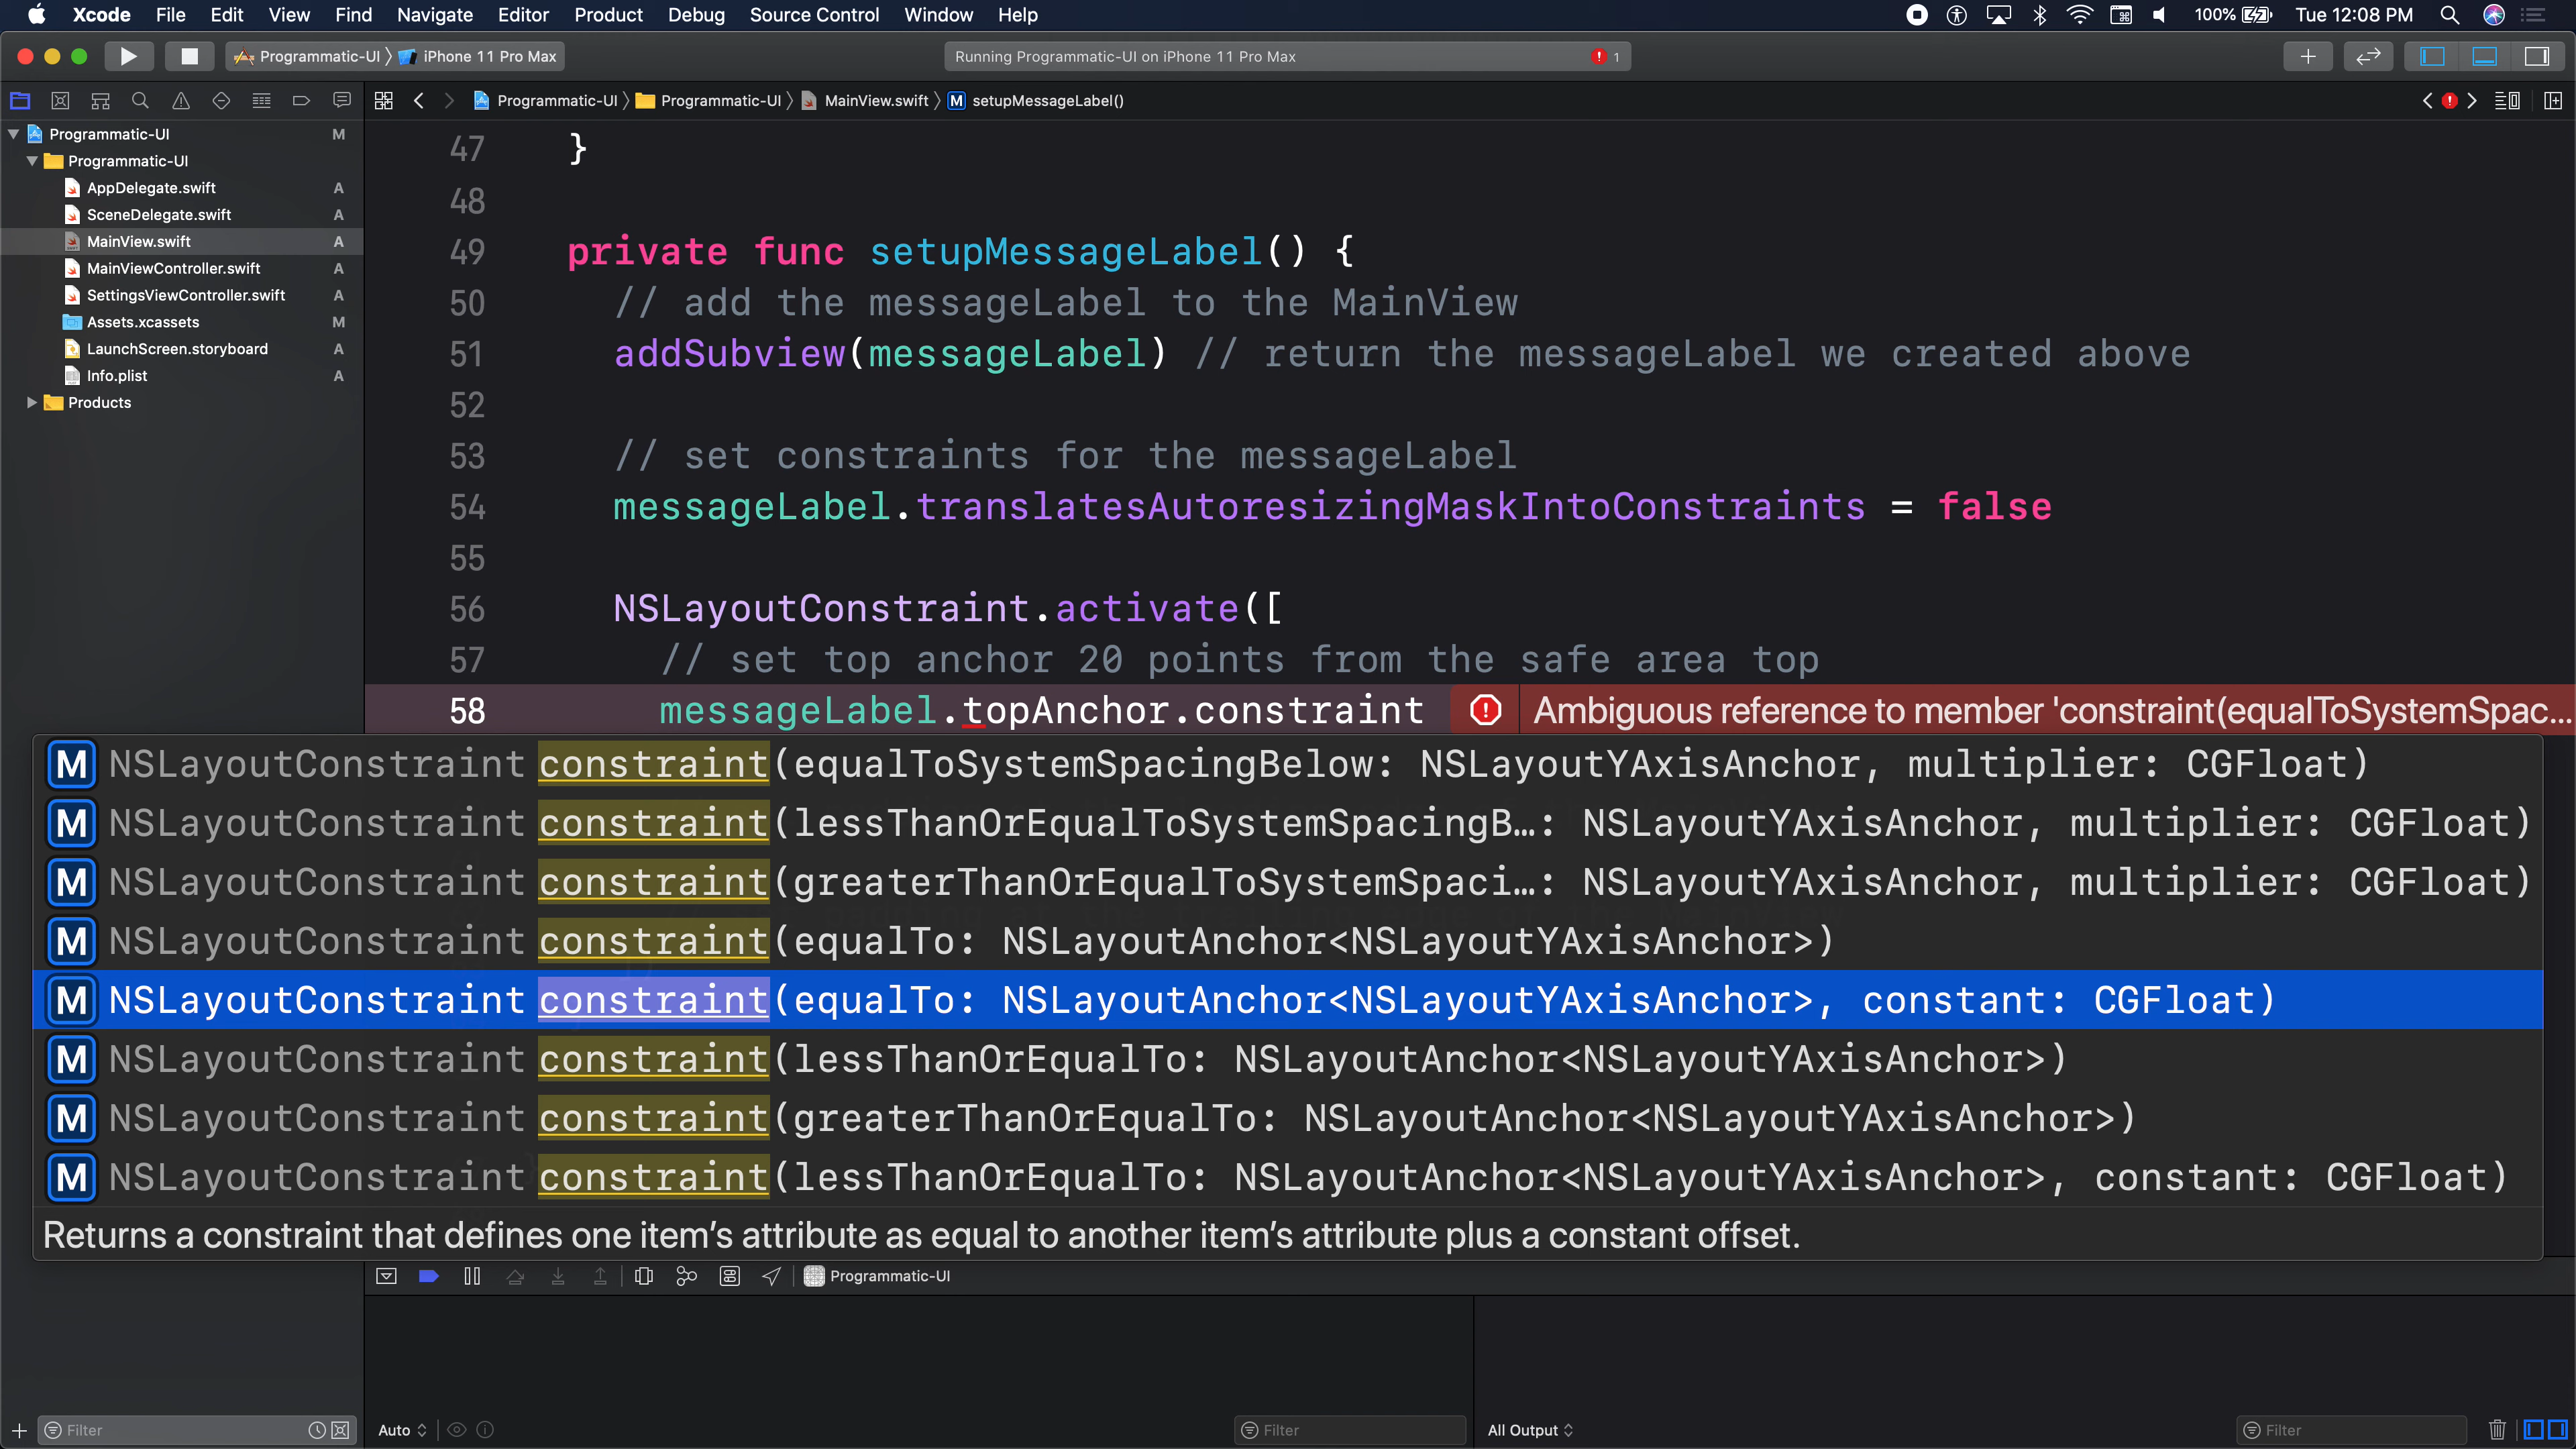 Xcode File Edit View Find Navigate Editor Product Debug Source Control Window Help 100% Tue 12:08 PM
Programmatic-UI iPhone 11 Pro Max Running Programmatic-UI on iPhone 11 Pro Max 1
Programmatic-UI Programmatic-UI MainView.swift M setupMessageLabel()
Programmatic-UI M
Programmatic-UI
AppDelegate.swift A
SceneDelegate.swift A
MainView.swift A
MainViewController.swift A
SettingsViewController.swift A
Assets.xcassets M
LaunchScreen.storyboard A
Info.plist A
Products
47 }
48
49 private func setupMessageLabel() {
50 // add the messageLabel to the MainView
51 addSubview(messageLabel) // return the messageLabel we created above
52
53 // set constraints for the messageLabel
54 messageLabel.translatesAutoresizingMaskIntoConstraints = false
55
56 NSLayoutConstraint.activate([
57 // set top anchor 20 points from the safe area top
58 messageLabel.topAnchor.constraint Ambiguous reference to member 'constraint(equalToSystemSpac...
M NSLayoutConstraint constraint(equalToSystemSpacingBelow: NSLayoutYAxisAnchor, multiplier: CGFloat)
M NSLayoutConstraint constraint(lessThanOrEqualToSystemSpacingB…: NSLayoutYAxisAnchor, multiplier: CGFloat)
M NSLayoutConstraint constraint(greaterThanOrEqualToSystemSpaci…: NSLayoutYAxisAnchor, multiplier: CGFloat)
M NSLayoutConstraint constraint(equalTo: NSLayoutAnchor<NSLayoutYAxisAnchor>)
M NSLayoutConstraint constraint(equalTo: NSLayoutAnchor<NSLayoutYAxisAnchor>, constant: CGFloat)
M NSLayoutConstraint constraint(lessThanOrEqualTo: NSLayoutAnchor<NSLayoutYAxisAnchor>)
M NSLayoutConstraint constraint(greaterThanOrEqualTo: NSLayoutAnchor<NSLayoutYAxisAnchor>)
M NSLayoutConstraint constraint(lessThanOrEqualTo: NSLayoutAnchor<NSLayoutYAxisAnchor>, constant: CGFloat)
Returns a constraint that defines one item's attribute as equal to another item's attribute plus a constant offset.
Programmatic-UI
Filter Auto Filter All Output Filter